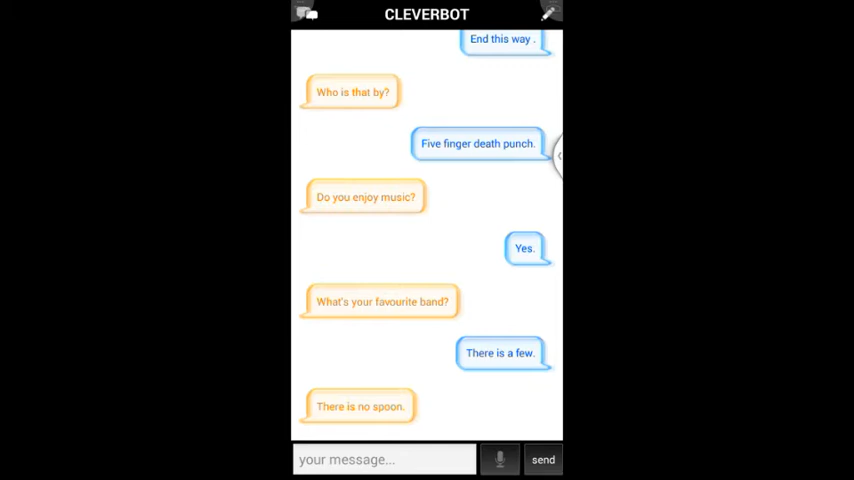 CLEVERBOT
End this way .
Who is that by?
Five finger death punch.
Do you enjoy music?
Yes.
What's your favourite band?
There is a few.
There is no spoon.
your message...
send